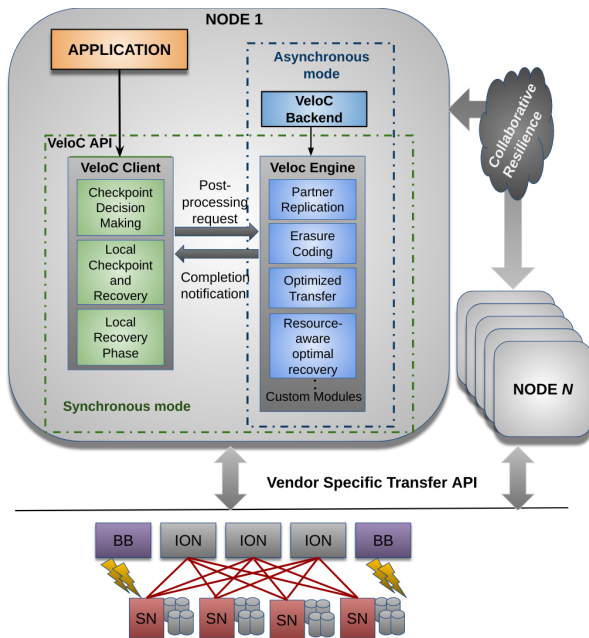 NODE 1
APPLICATION
Asynchronous
mode
VeloC
Backend
Collaborative
Resilience
VeloC API
VeloC Client
Checkpoint
Decision
Making
Local
Checkpoint
and
Recovery
Local
Recovery
Phase
Post-
processing
request
Completion
notification
Veloc Engine
Partner
Replication
Erasure
Coding
Optimized
Transfer
Resource-
aware
optimal
recovery
Custom Modules
Synchronous mode
NODE N
Vendor Specific Transfer API
BB
ION
ION
ION
BB
SN
SN
SN
SN